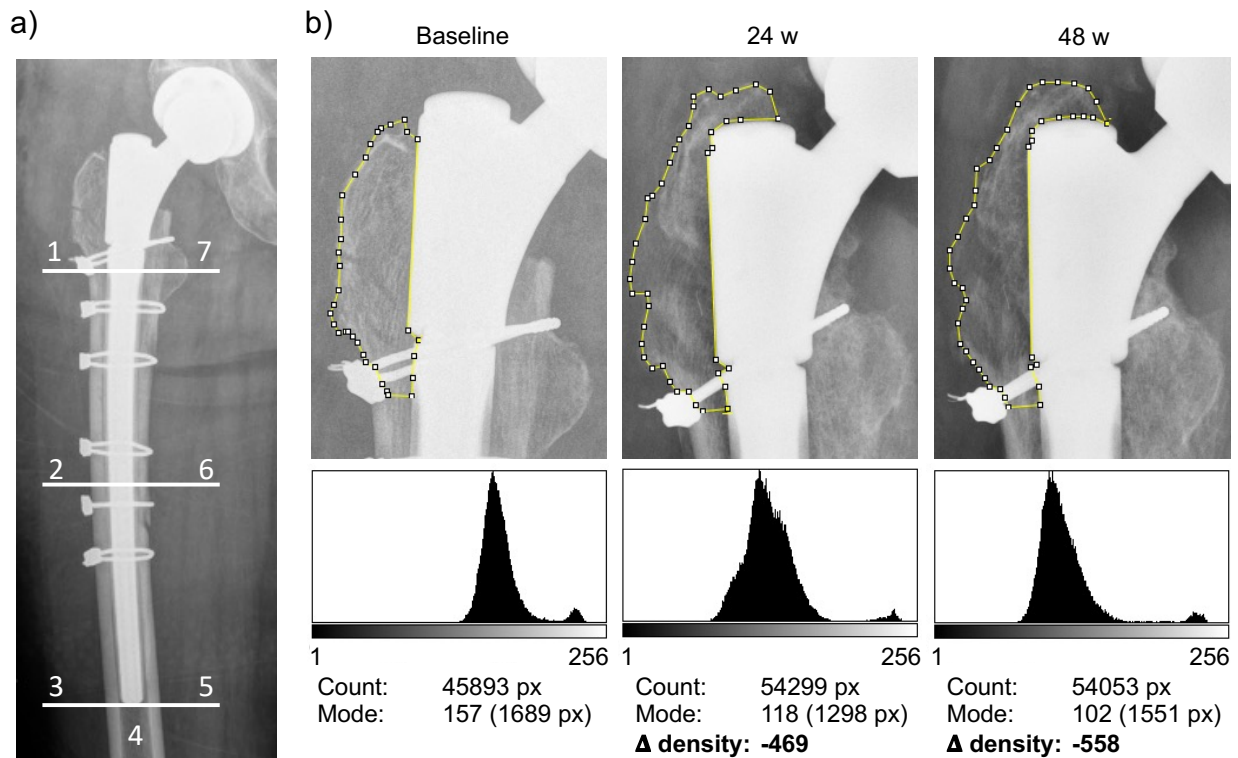 a)
1 7
2 6
3 5
4
b)
Baseline 24 w 48 w
1 256 1 256 1 256
Count: 45893 px
Mode: 157 (1689 px)
Count: 54299 px
Mode: 118 (1298 px)
Δ density: -469
Count: 54053 px
Mode: 102 (1551 px)
Δ density: -558